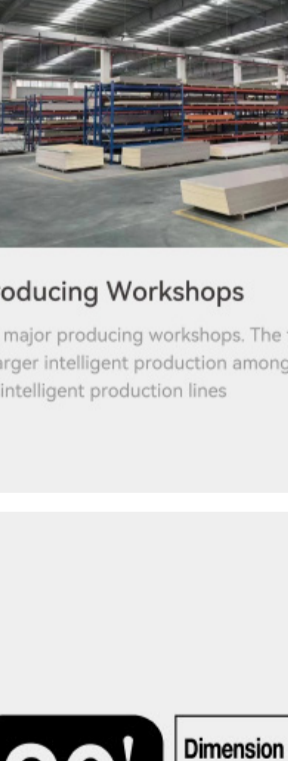 oducing Workshops
major producing workshops. The
arger intelligent production among
intelligent production lines
Dimension